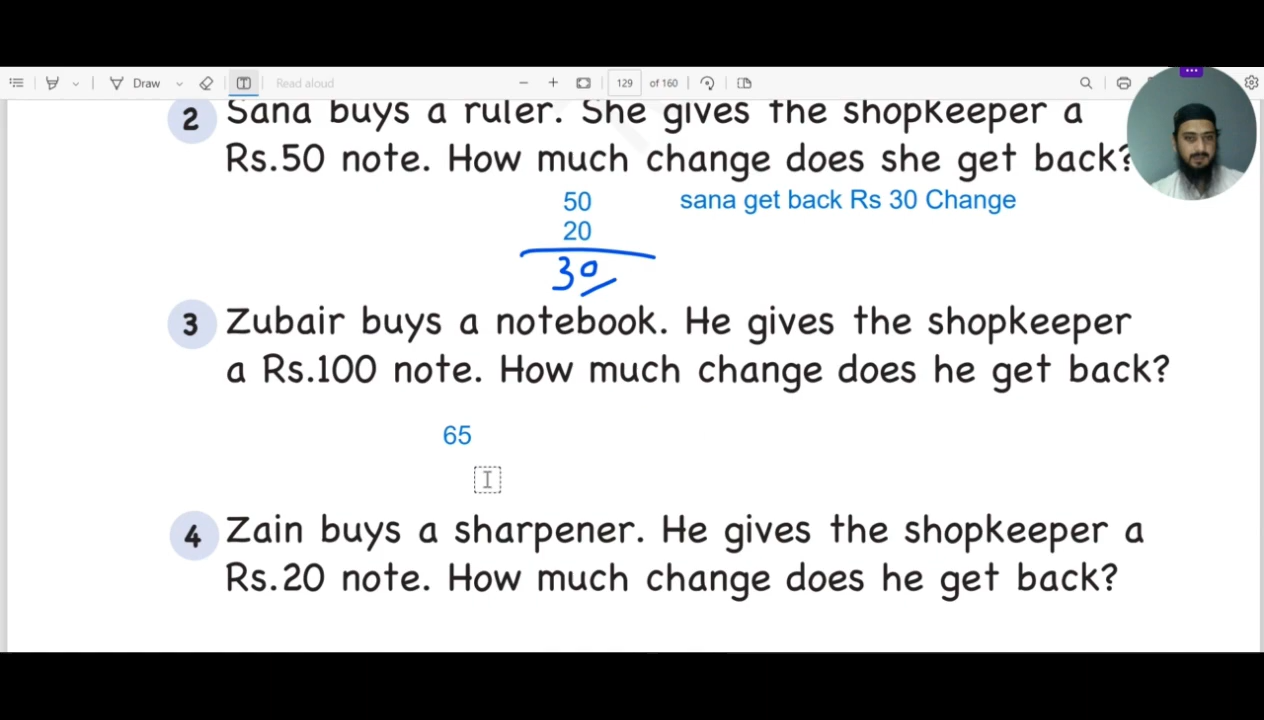 Draw
Read aloud
129 of 160
2 Sana buys a ruler. She gives the shopkeeper a
Rs.50 note. How much change does she get back?
50 sana get back Rs 30 Change
20
30
3 Zubair buys a notebook. He gives the shopkeeper
a Rs.100 note. How much change does he get back?
65
4 Zain buys a sharpener. He gives the shopkeeper a
Rs.20 note. How much change does he get back?